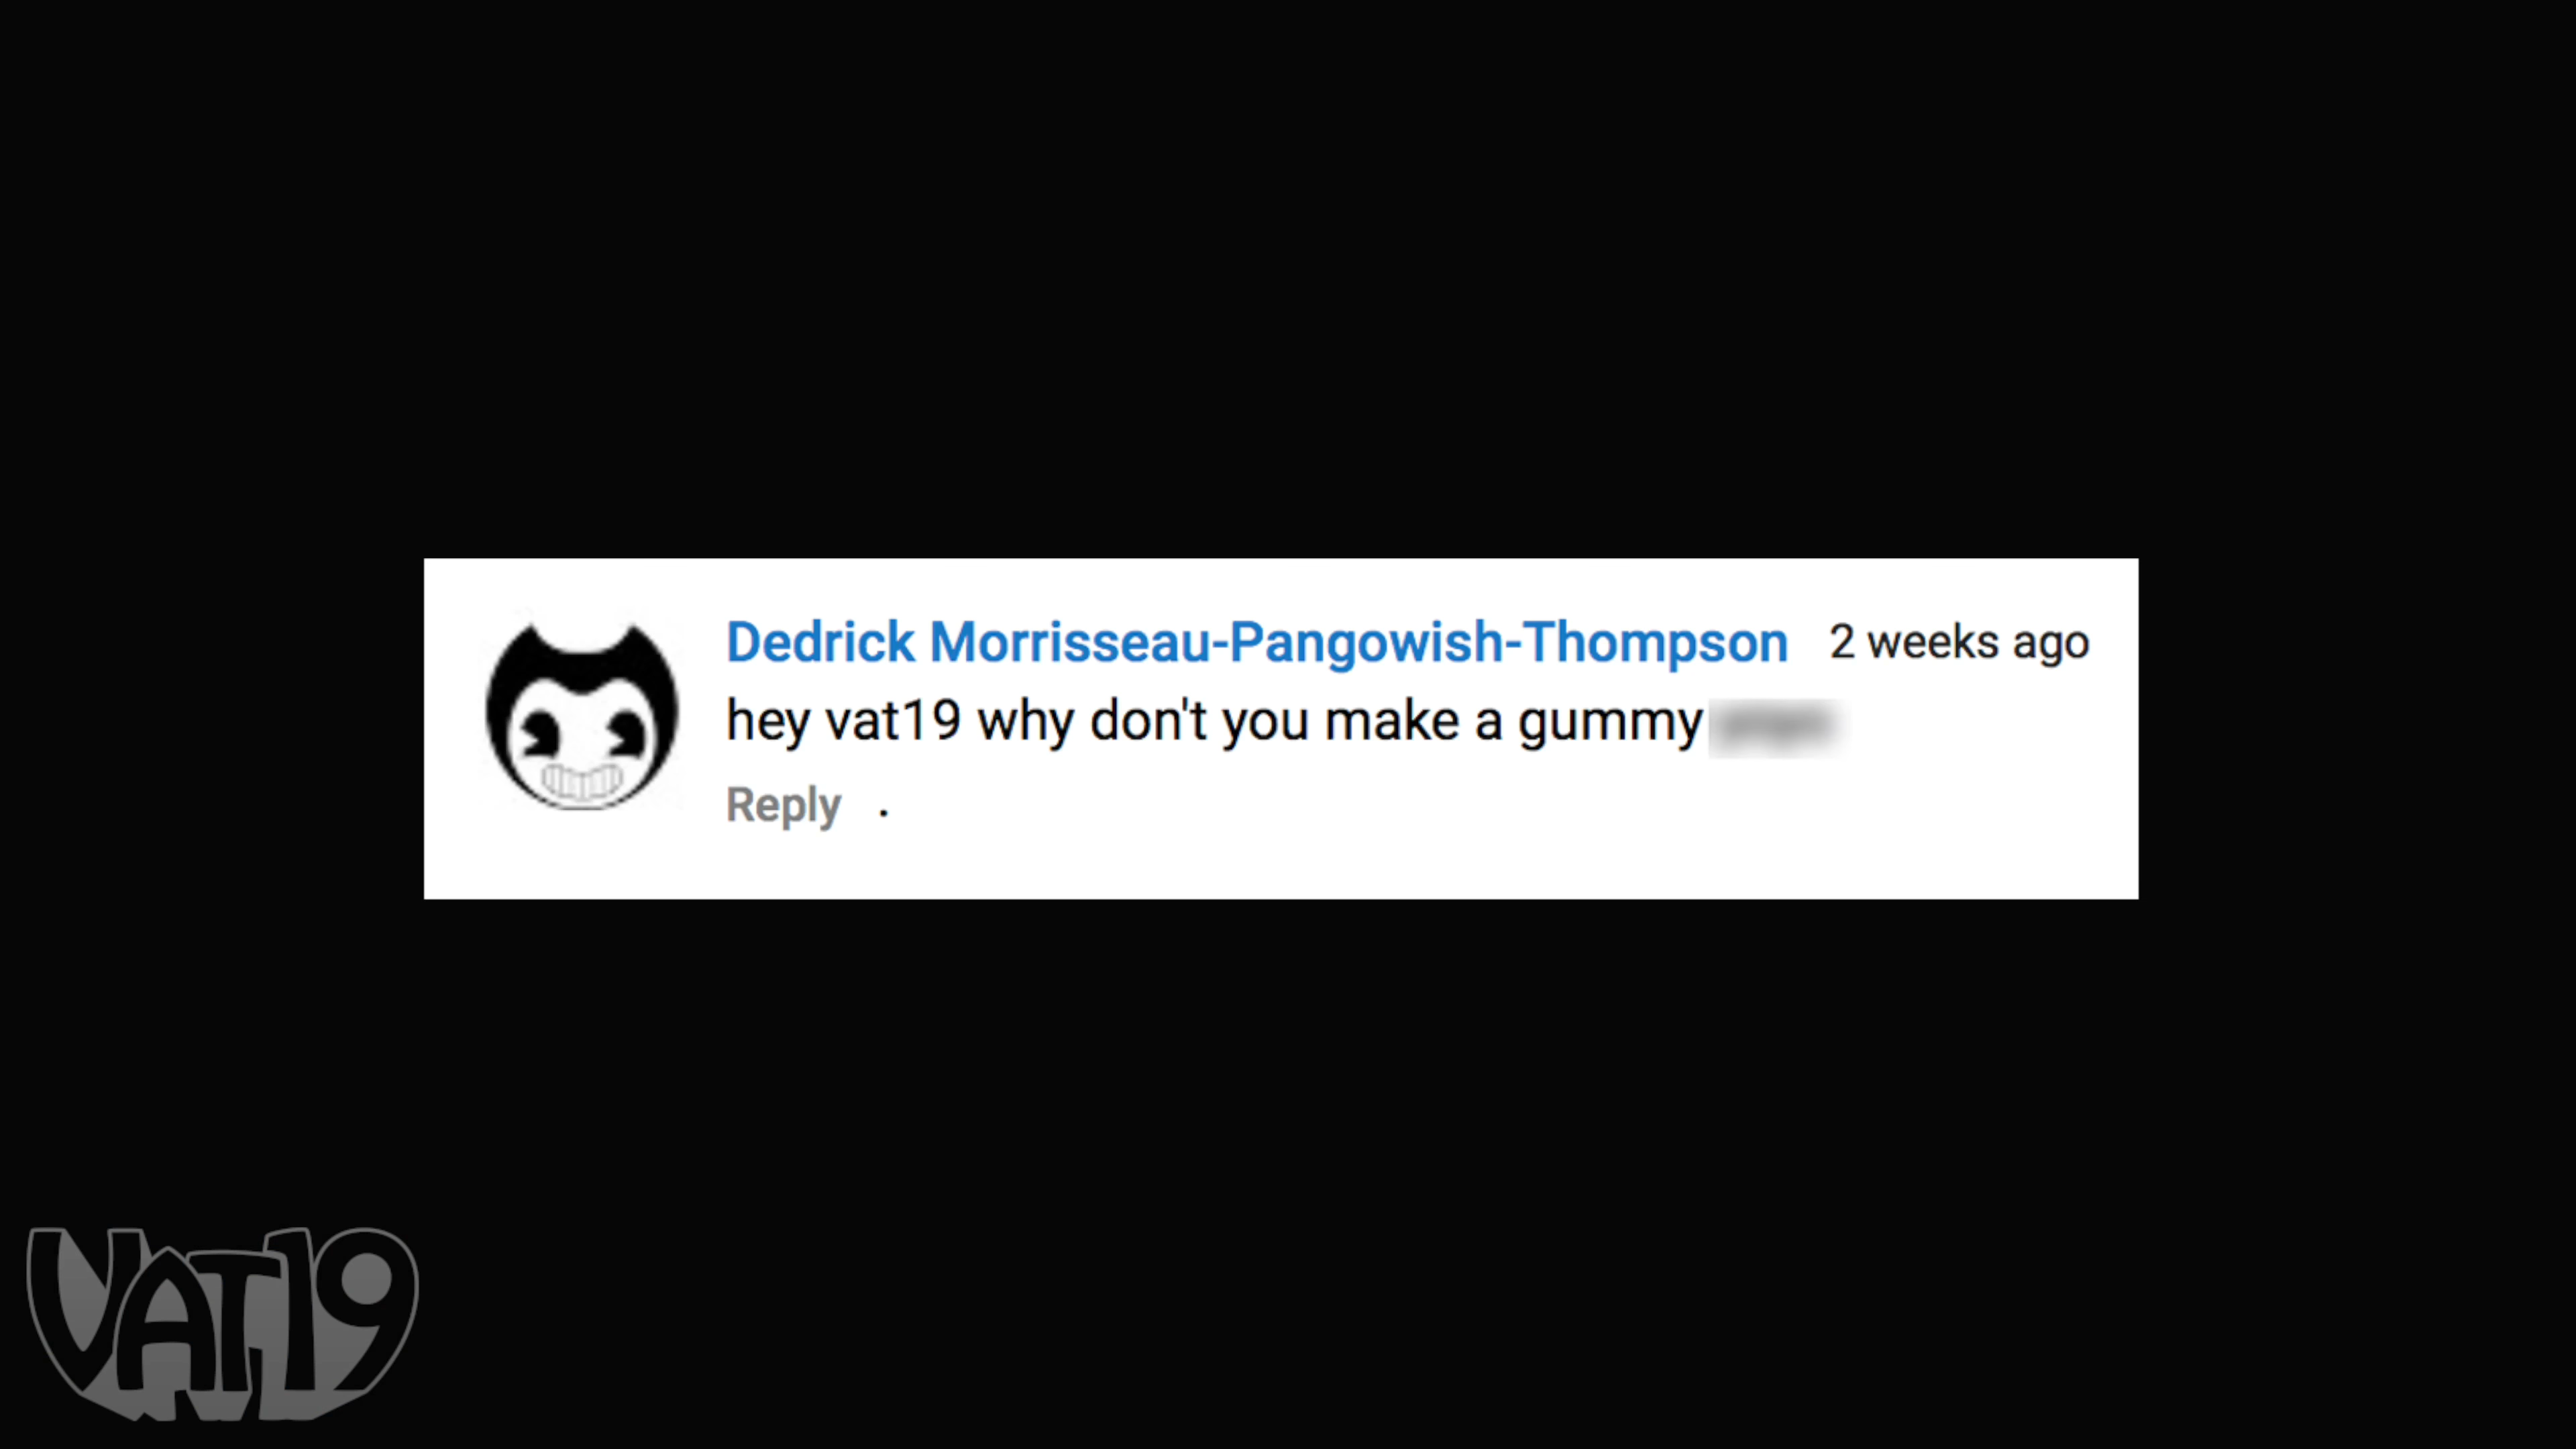 Dedrick Morrisseau-Pangowish-Thompson 2 weeks ago
hey vat19 why don't you make a gummy
Reply .
VAT19